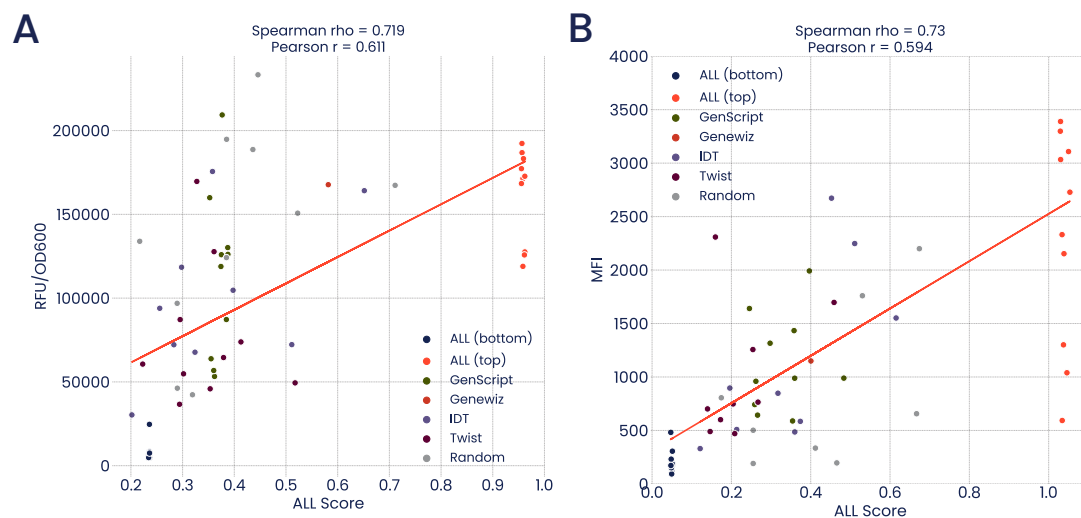 A
Spearman rho = 0.719
Pearson r = 0.611
RFU/OD600
200000
150000
100000
50000
0
ALL (bottom)
ALL (top)
GenScript
Genewiz
IDT
Twist
Random
0.2 0.3 0.4 0.5 0.6 0.7 0.8 0.9 1.0
ALL Score
B
Spearman rho = 0.73
Pearson r = 0.594
MFI
4000
3500
3000
2500
2000
1500
1000
500
0
ALL (bottom)
ALL (top)
GenScript
Genewiz
IDT
Twist
Random
0.0 0.2 0.4 0.6 0.8 1.0
ALL Score